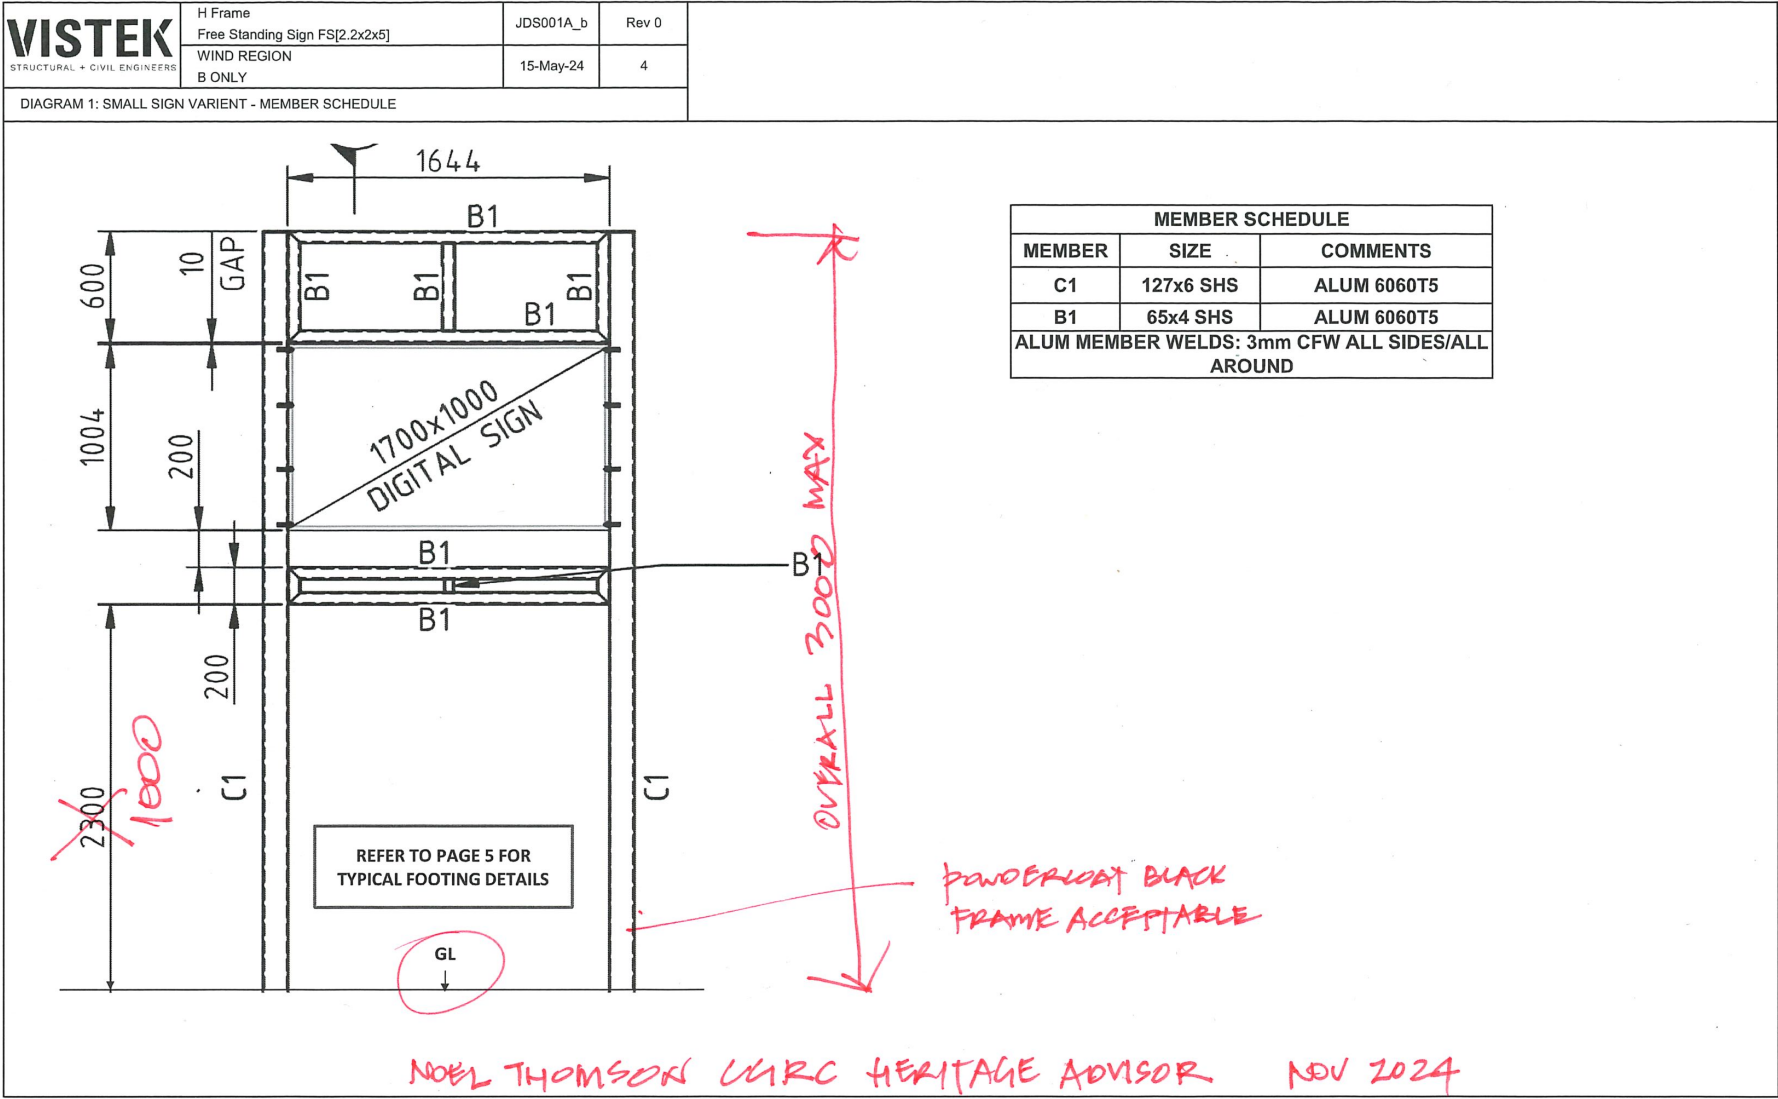 VISTEK
STRUCTURAL + CIVIL ENGINEERS
H Frame
Free Standing Sign FS[2.2x2x5]
JDS001A_b
Rev 0
WIND REGION
B ONLY
15-May-24
4
DIAGRAM 1: SMALL SIGN VARIENT - MEMBER SCHEDULE
1644
B1
600
10
GAP
B1
B1
B1
B1
1004
200
1700x1000
DIGITAL SIGN
B1
B1
B1
200
2300
1000
C1
C1
OVERALL 3000 MAX
REFER TO PAGE 5 FOR
TYPICAL FOOTING DETAILS
GL
MEMBER SCHEDULE
MEMBER SIZE COMMENTS
C1 127x6 SHS ALUM 6060T5
B1 65x4 SHS ALUM 6060T5
ALUM MEMBER WELDS: 3mm CFW ALL SIDES/ALL
AROUND
POWDERCOAT BLACK
FRAME ACCEPTABLE
NOEL THOMSON CGRC HERITAGE ADVISOR NOV 2024